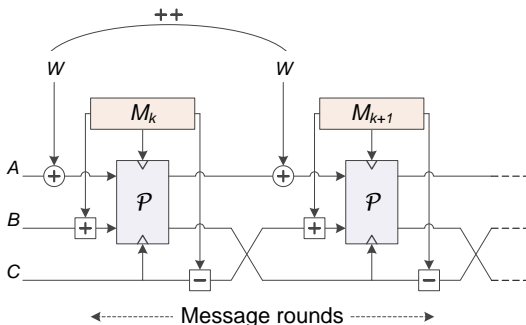 ++
W W
M_k M_{k+1}
A + +
𝒫 𝒫
B + +
C − −
Message rounds